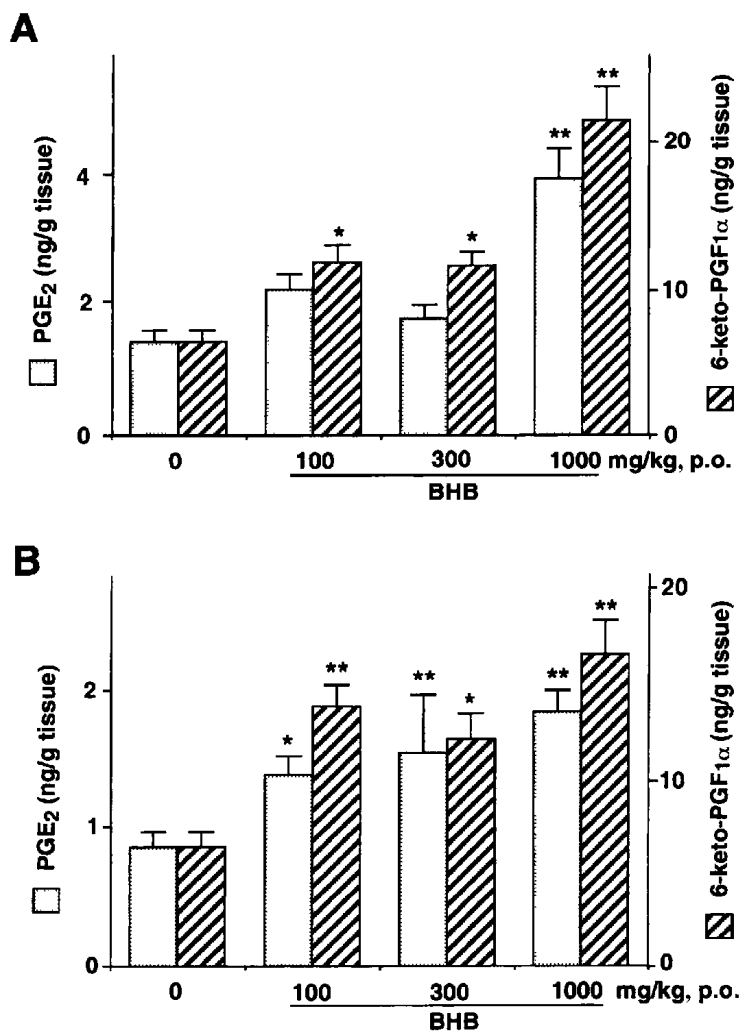 A
PGE2 (ng/g tissue)
4
2
0
6-keto-PGF1α (ng/g tissue)
20
10
0
**
**
*
*
0 100 300 1000 mg/kg, p.o.
BHB
B
PGE2 (ng/g tissue)
2
1
0
6-keto-PGF1α (ng/g tissue)
20
10
0
*
**
**
*
**
**
0 100 300 1000 mg/kg, p.o.
BHB